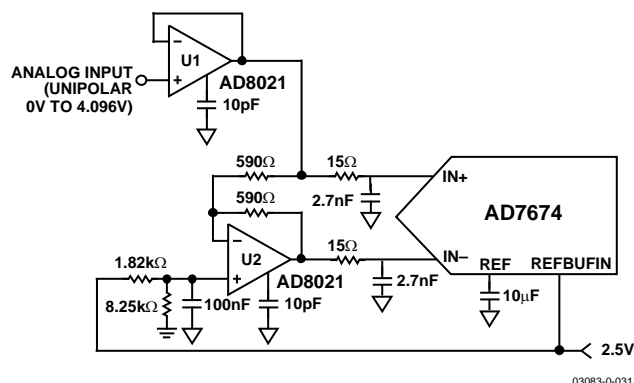 U1
ANALOG INPUT
(UNIPOLAR
0V TO 4.096V)
AD8021
10pF
590Ω
15Ω
590Ω
2.7nF
IN+
AD7674
U2
15Ω
IN–
1.82kΩ
AD8021
REF
REFBUFIN
8.25kΩ
100nF
10pF
2.7nF
10μF
2.5V
03083-0-031